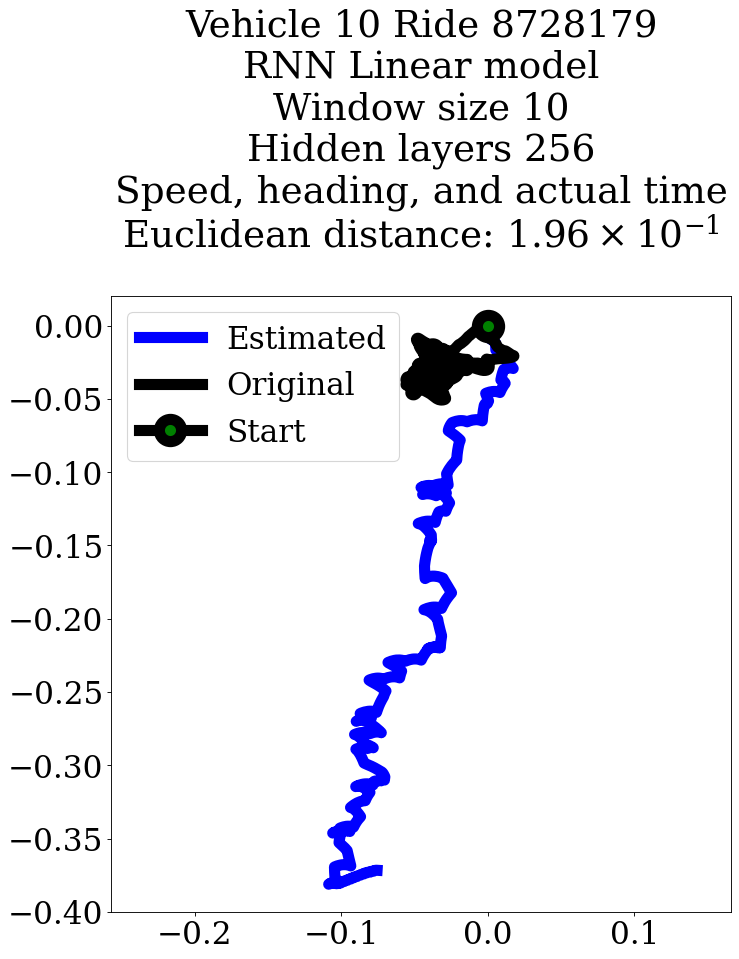 Vehicle 10 Ride 8728179
RNN Linear model
Window size 10
Hidden layers 256
Speed, heading, and actual time
Euclidean distance: 1.96 × 10⁻¹
Estimated
Original
Start
0.00
−0.05
−0.10
−0.15
−0.20
−0.25
−0.30
−0.35
−0.40
−0.2 −0.1 0.0 0.1